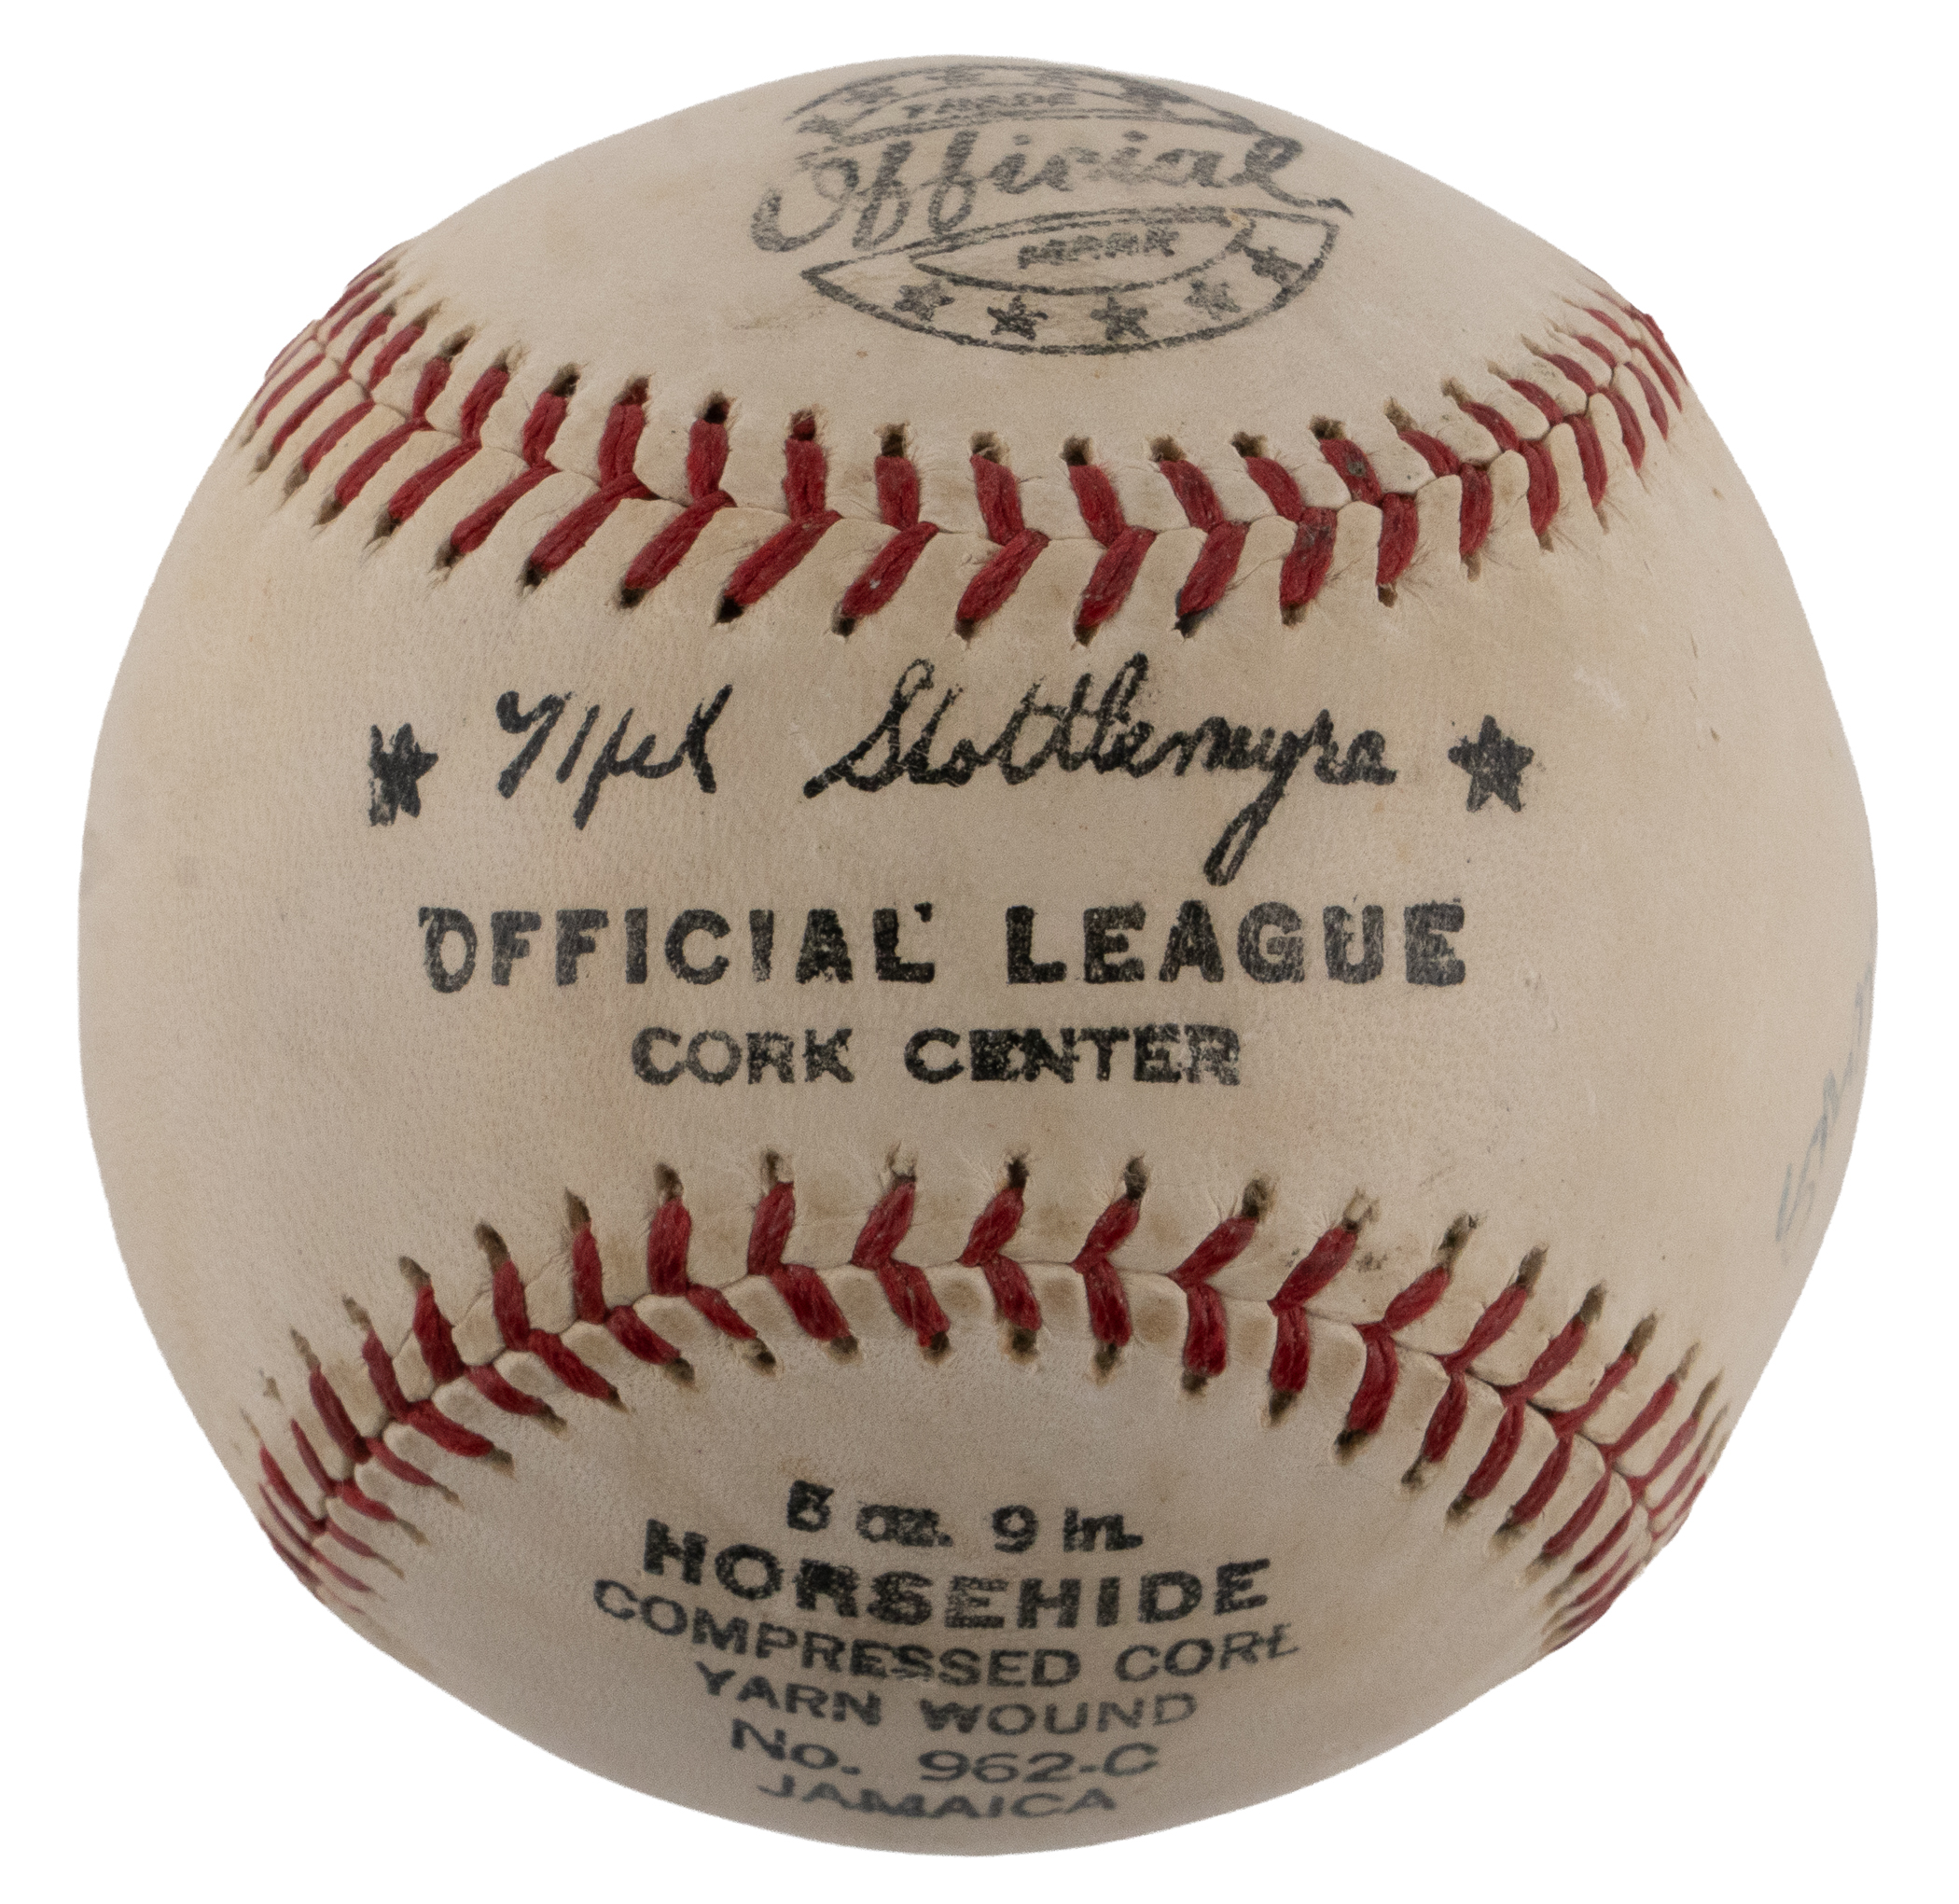 TRADE
Official
MARK
Mel Stottlemyre
OFFICIAL LEAGUE
CORK CENTER
5 oz. 9 in.
HORSEHIDE
COMPRESSED CORE
YARN WOUND
No. 962-C
JAMAICA